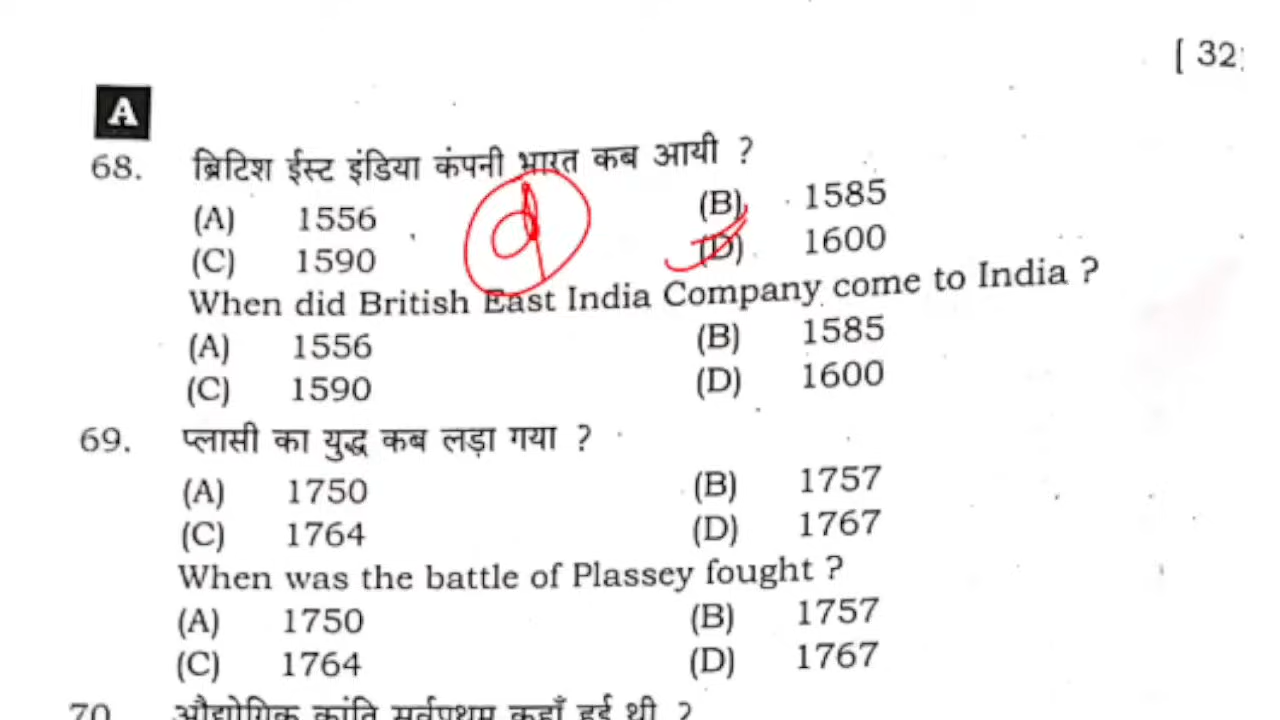 [ 32
A
68. ब्रिटिश ईस्ट इंडिया कंपनी भारत कब आयी ?
(A) 1556 (B) 1585
(C) 1590 (D) 1600
d
When did British East India Company come to India ?
(A) 1556 (B) 1585
(C) 1590 (D) 1600
69. प्लासी का युद्ध कब लड़ा गया ?
(A) 1750 (B) 1757
(C) 1764 (D) 1767
When was the battle of Plassey fought ?
(A) 1750 (B) 1757
(C) 1764 (D) 1767
70. औद्योगिक क्रांति सर्वप्रथम कहाँ हुई थी ?